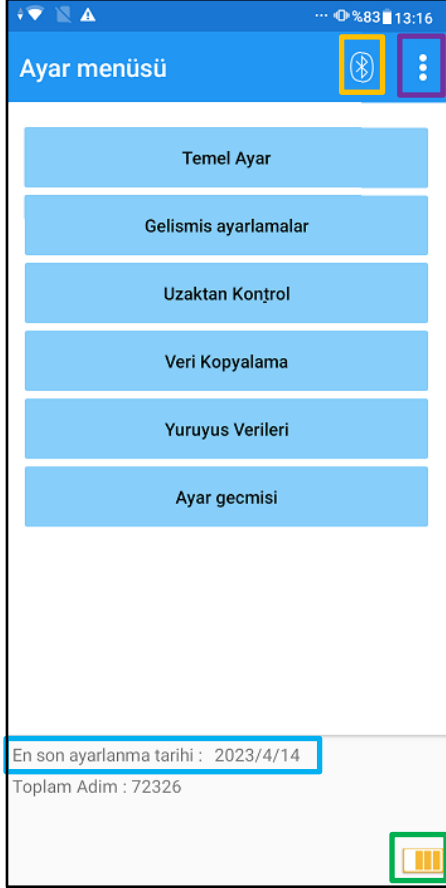 %83 13:16
Ayar menüsü
Temel Ayar
Gelismis ayarlamalar
Uzaktan Kontrol
Veri Kopyalama
Yuruyus Verileri
Ayar gecmisi
En son ayarlanma tarihi : 2023/4/14
Toplam Adim : 72326